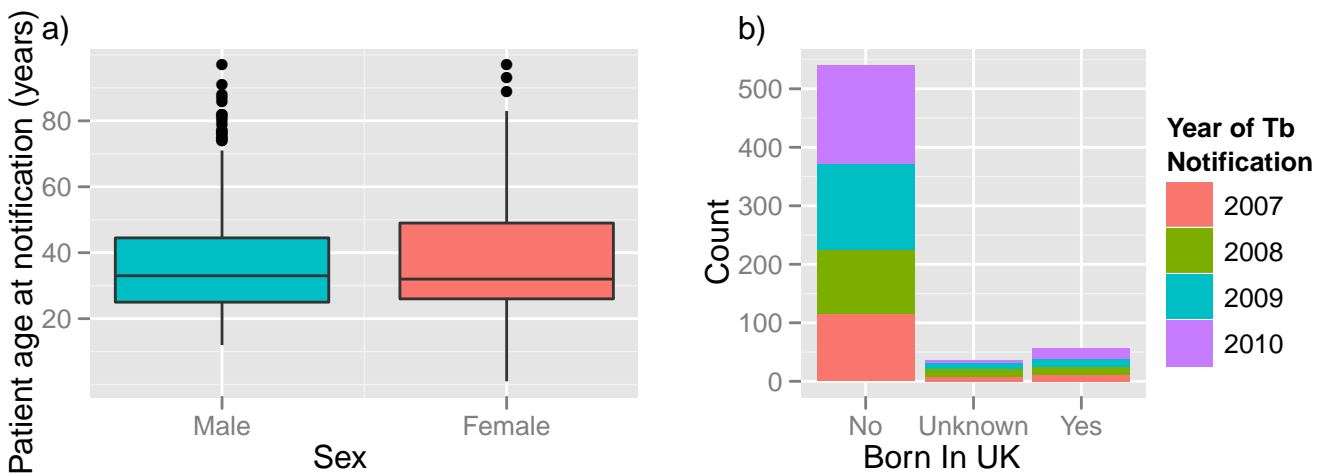 a)
Patient age at notification (years)
80
60
40
20
Male Female
Sex
b)
Count
500
400
300
200
100
0
No Unknown Yes
Born In UK
Year of Tb
Notification
2007
2008
2009
2010